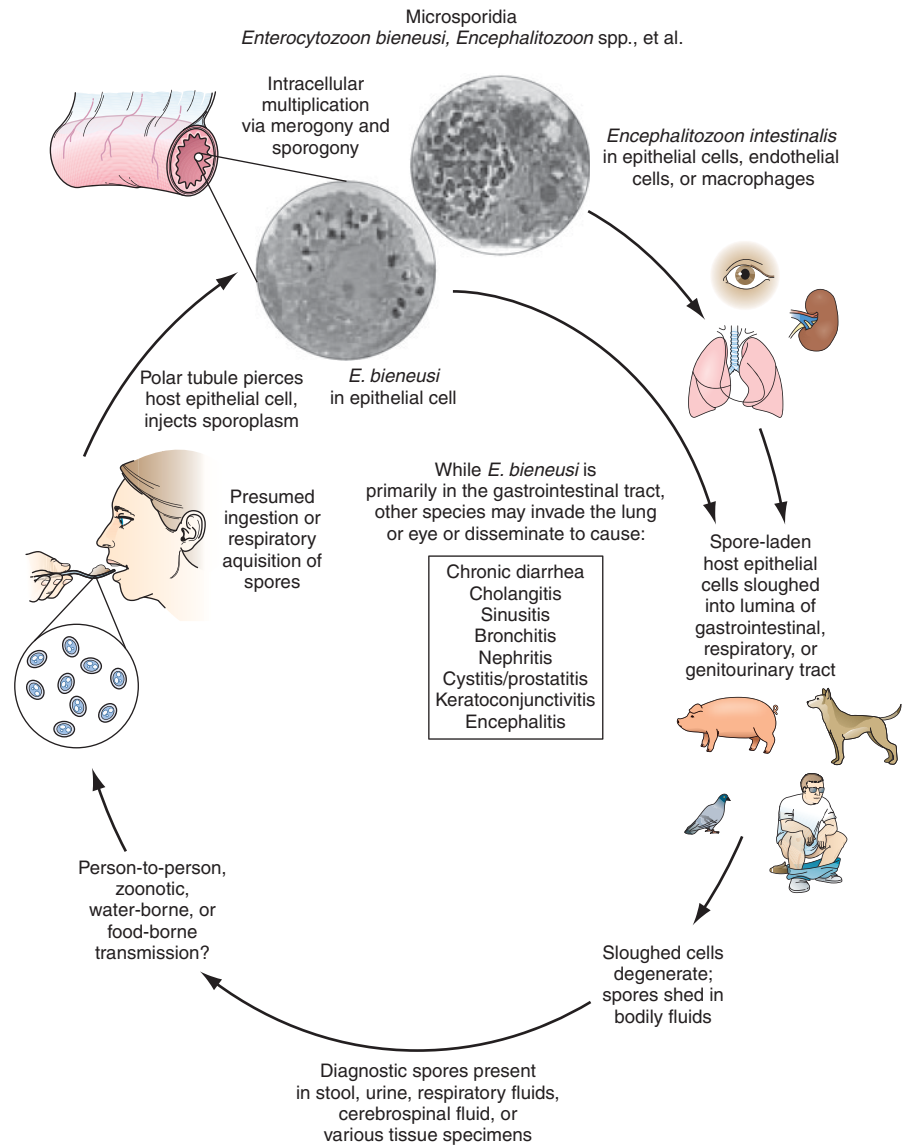 Microsporidia
Enterocytozoon bieneusi, Encephalitozoon spp., et al.
Intracellular
multiplication
via merogony and
sporogony
Encephalitozoon intestinalis
in epithelial cells, endothelial
cells, or macrophages
Polar tubule pierces
host epithelial cell,
injects sporoplasm
E. bieneusi
in epithelial cell
Presumed
ingestion or
respiratory
aquisition of
spores
While E. bieneusi is
primarily in the gastrointestinal tract,
other species may invade the lung
or eye or disseminate to cause:
Chronic diarrhea
Cholangitis
Sinusitis
Bronchitis
Nephritis
Cystitis/prostatitis
Keratoconjunctivitis
Encephalitis
Spore-laden
host epithelial
cells sloughed
into lumina of
gastrointestinal,
respiratory, or
genitourinary tract
Person-to-person,
zoonotic,
water-borne, or
food-borne
transmission?
Sloughed cells
degenerate;
spores shed in
bodily fluids
Diagnostic spores present
in stool, urine, respiratory fluids,
cerebrospinal fluid, or
various tissue specimens